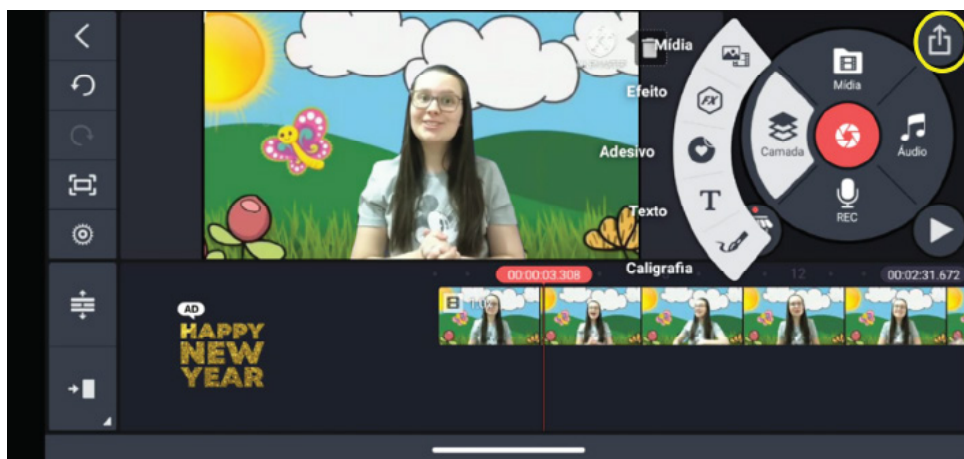 Mídia
Efeito
Adesivo
Texto
Caligrafia
FX
T
Mídia
Camada
Áudio
REC
00:00:03.308
12
00:02:31.672
AD
HAPPY
NEW
YEAR